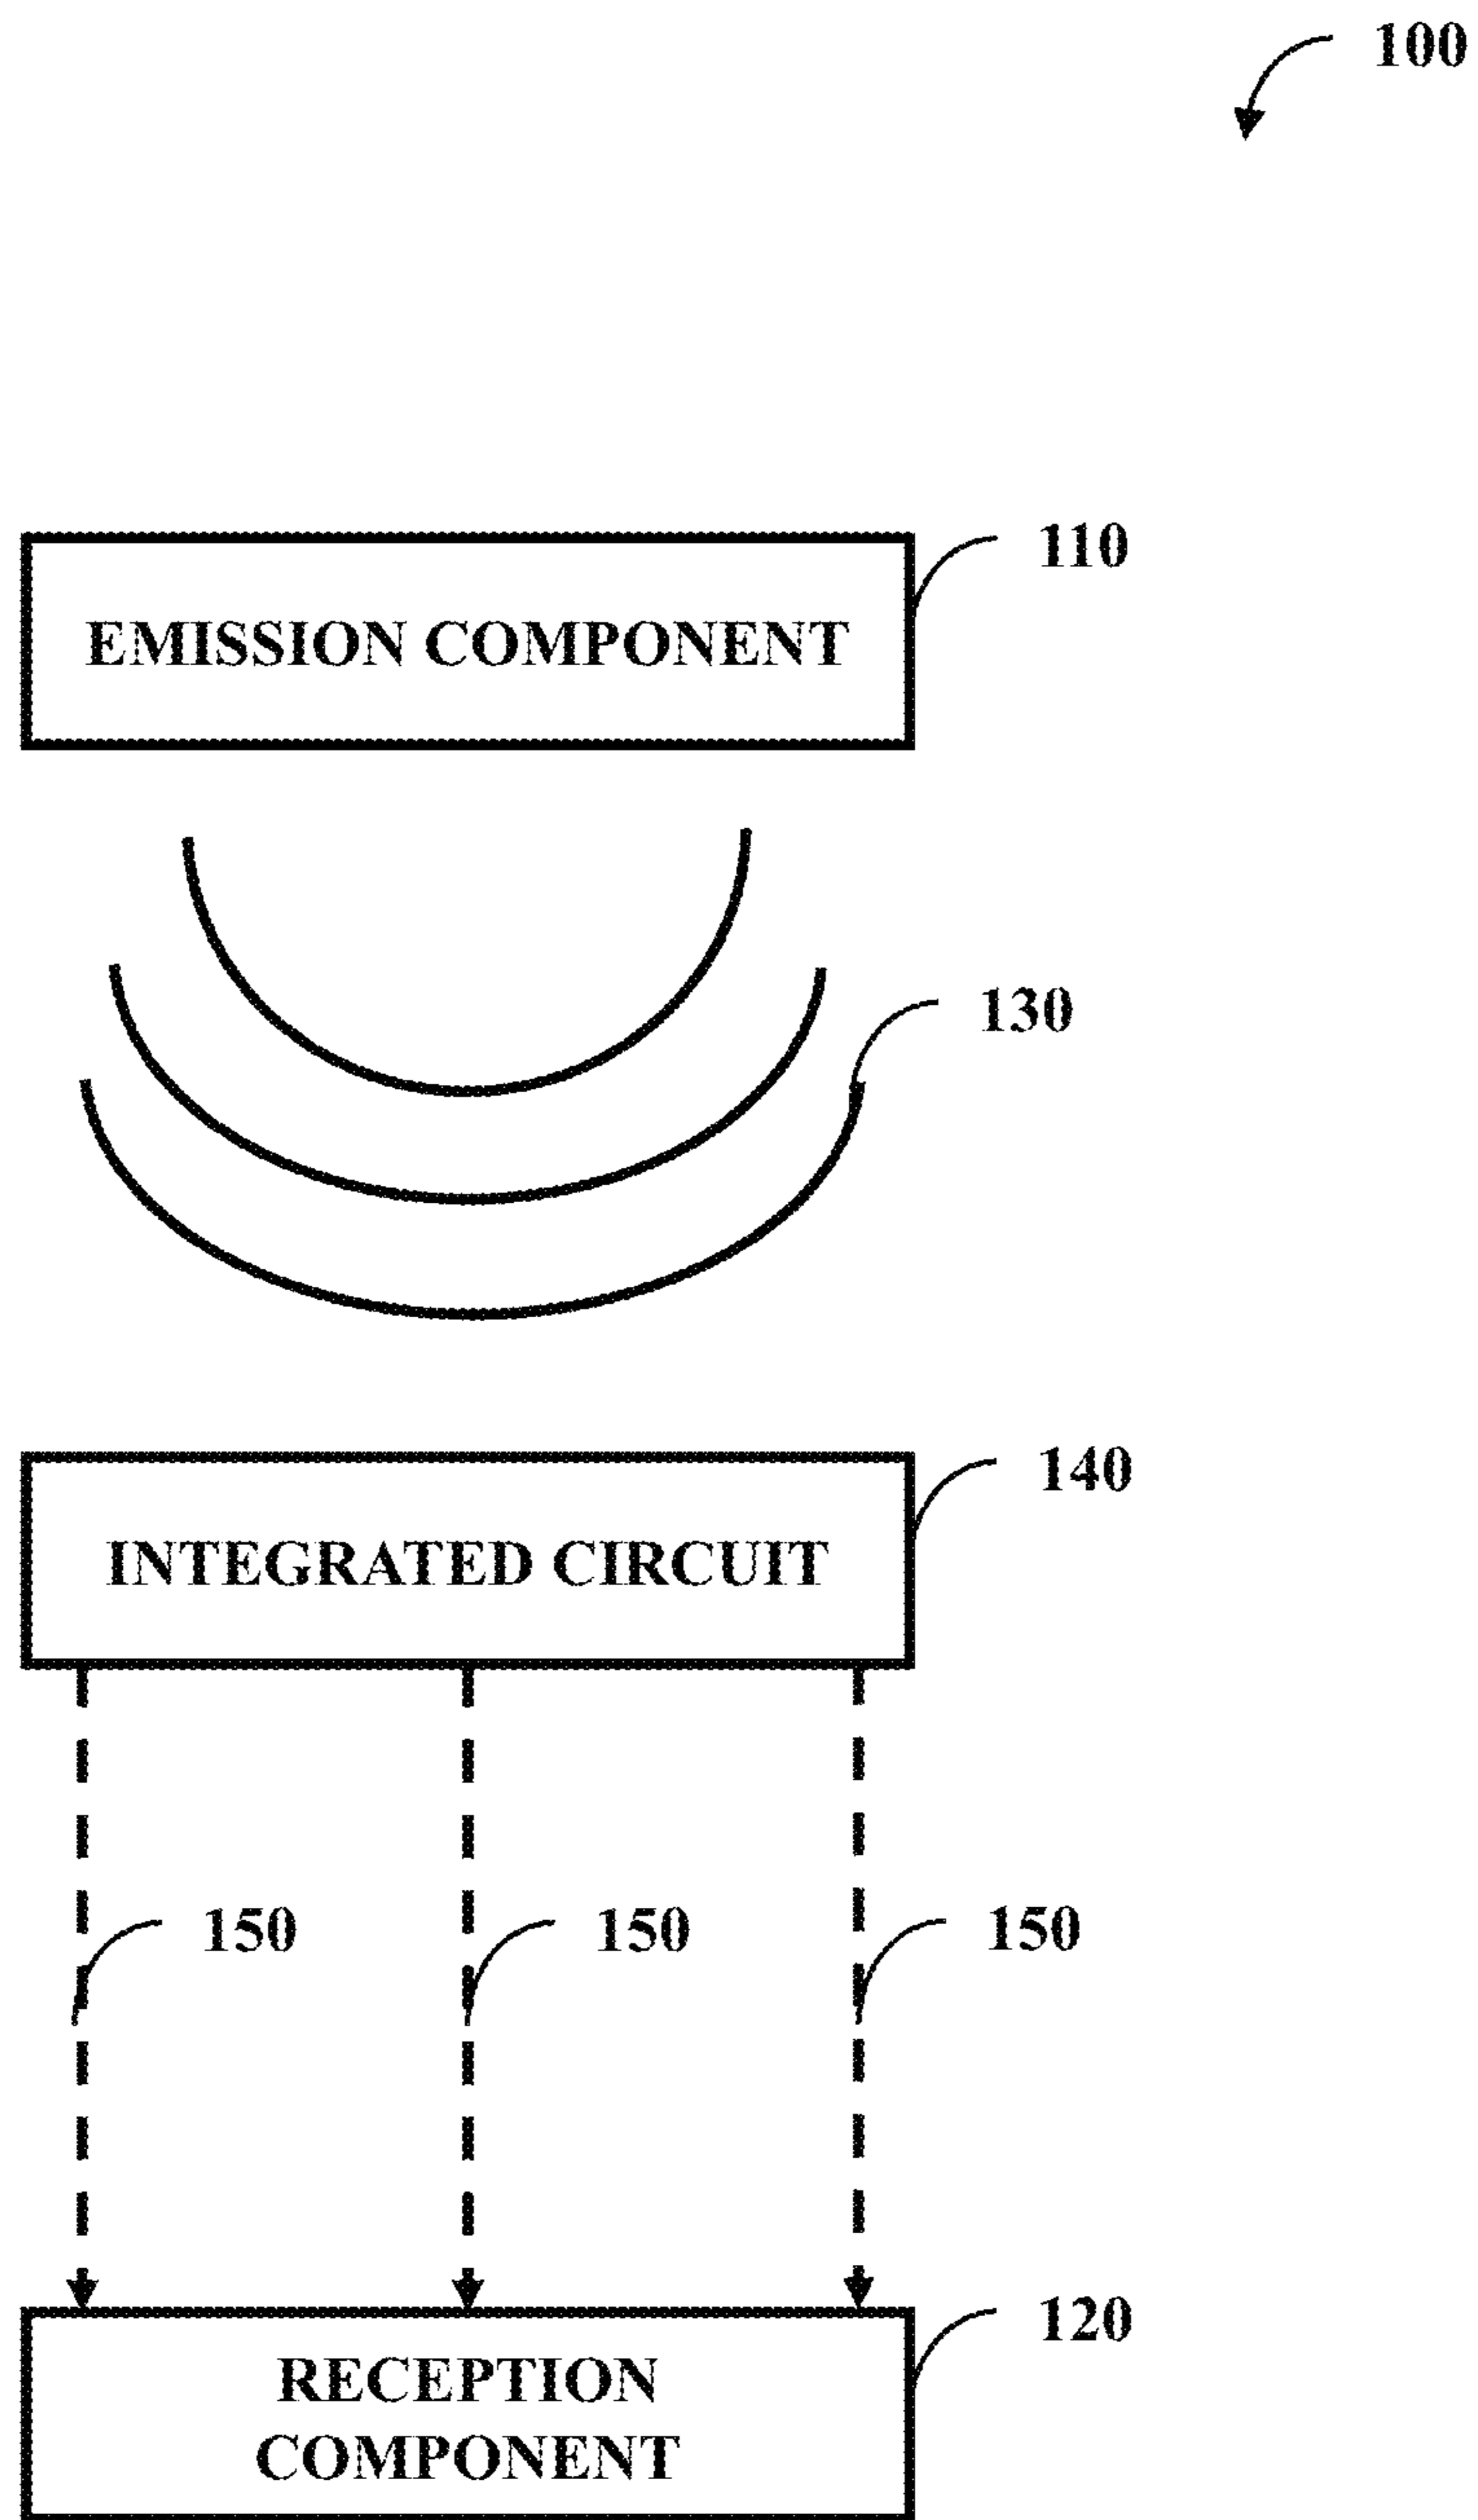 100
110
EMISSION COMPONENT
130
140
INTEGRATED CIRCUIT
150 150 150
120
RECEPTION
COMPONENT